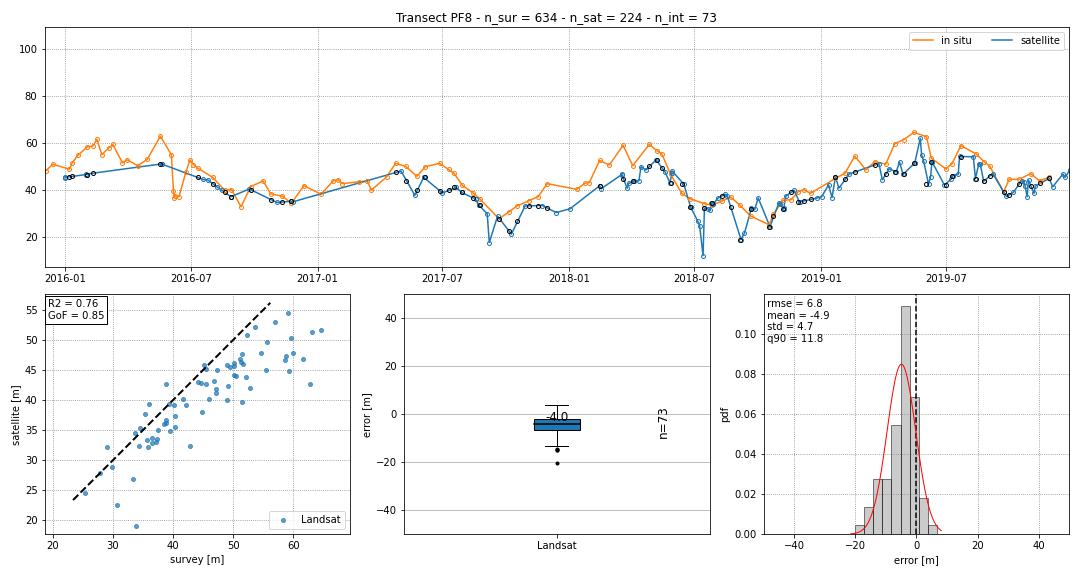 Transect PF8 - n_sur = 634 - n_sat = 224 - n_int = 73
in situ satellite
100
80
60
40
20
2016-01 2016-07 2017-01 2017-07 2018-01 2018-07 2019-01 2019-07
R2 = 0.76
GoF = 0.85
55
50
45
40
35
30
25
20
satellite [m]
20 30 40 50 60
survey [m]
Landsat
40
20
0
−20
−40
error [m]
-4.0
n=73
Landsat
rmse = 6.8
mean = -4.9
std = 4.7
q90 = 11.8
0.10
0.08
0.06
0.04
0.02
0.00
pdf
−40 −20 0 20 40
error [m]